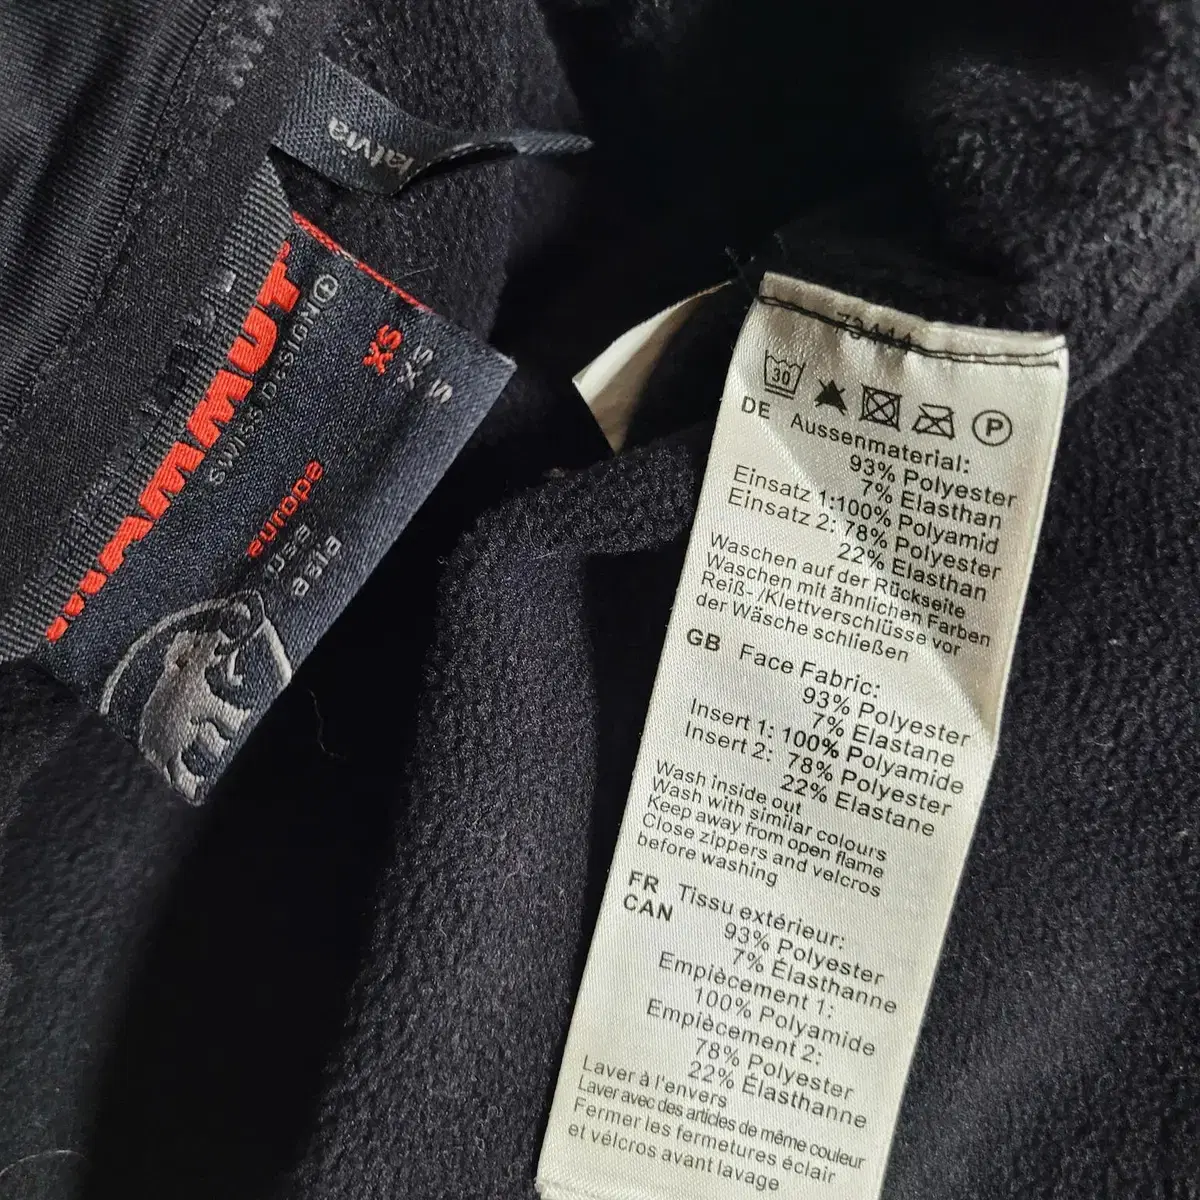 latvia
MAMMUT
SWISS DESIGN
XS
XS
S
europe
usa
asia
73414
30
P
DE Aussenmaterial:
93% Polyester
7% Elasthan
Einsatz 1:100% Polyamid
Einsatz 2: 78% Polyester
22% Elasthan
Waschen auf der Rückseite
Waschen mit ähnlichen Farben
Reiß- /Klettverschlüsse vor
der Wäsche schließen
GB Face Fabric:
93% Polyester
7% Elastane
Insert 1: 100% Polyamide
Insert 2: 78% Polyester
22% Elastane
Wash inside out
Wash with similar colours
Keep away from open flame
Close zippers and velcros
before washing
FR Tissu extérieur:
CAN
93% Polyester
7% Élasthanne
Empiècement 1:
100% Polyamide
Empiècement 2:
78% Polyester
22% Élasthanne
Laver à l'envers
Laver avec des articles de même couleur
Fermer les fermetures éclair
et vélcros avant lavage